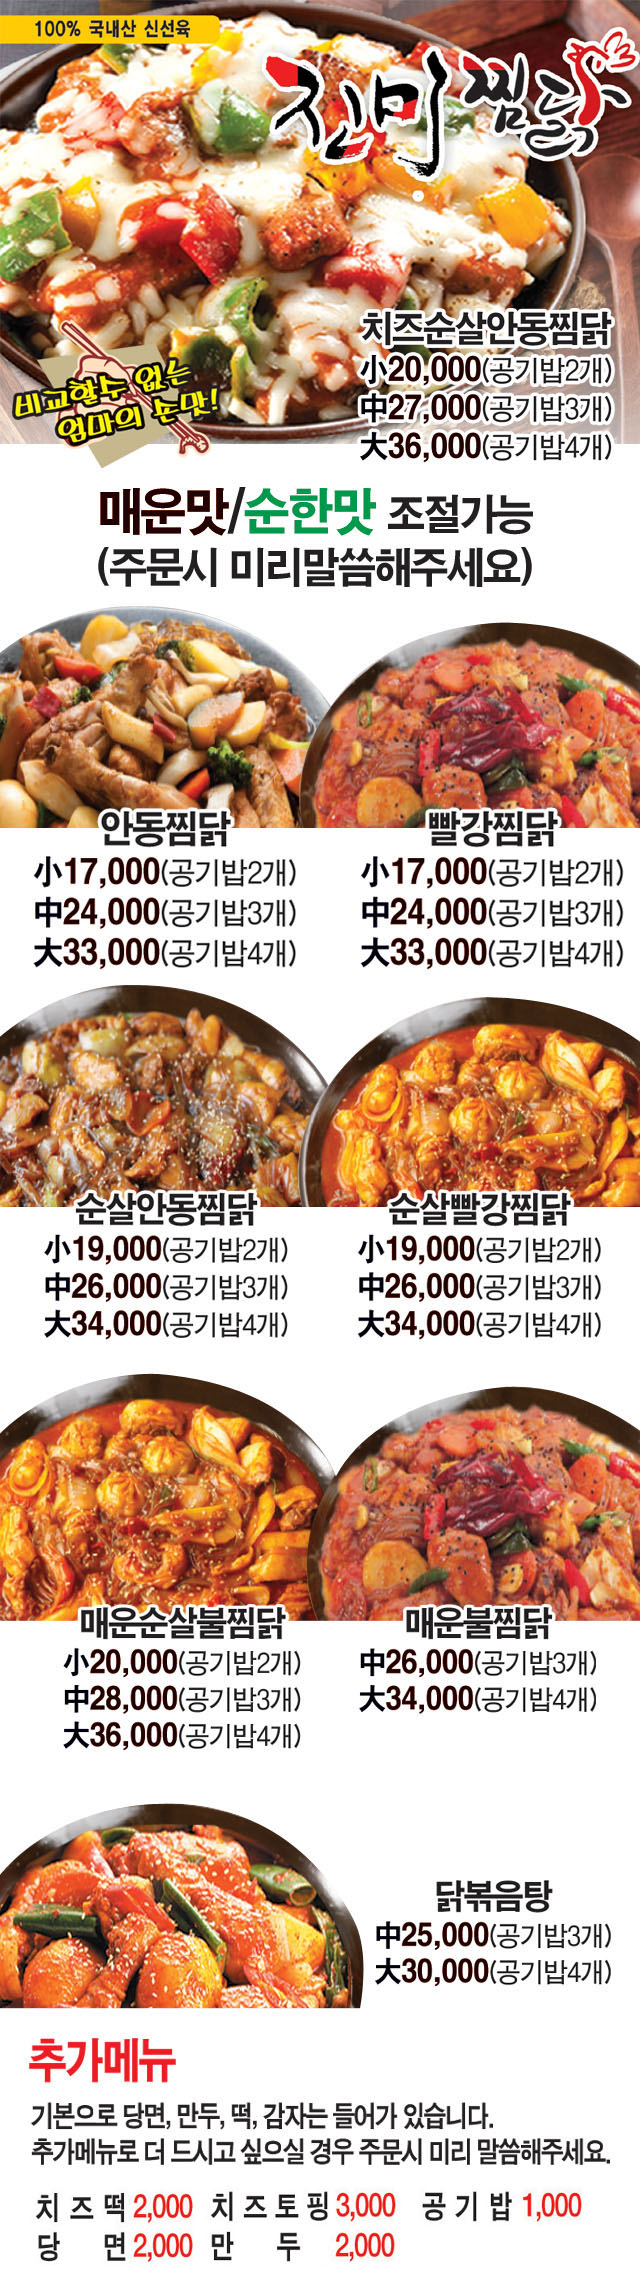 100% 국내산 신선육
진미찜닭
치즈순살안동찜닭
小20,000(공기밥2개)
中27,000(공기밥3개)
大36,000(공기밥4개)
비교할수 없는
엄마의 손맛!
매운맛/순한맛 조절가능
(주문시 미리말씀해주세요)
안동찜닭
小17,000(공기밥2개)
中24,000(공기밥3개)
大33,000(공기밥4개)
빨강찜닭
小17,000(공기밥2개)
中24,000(공기밥3개)
大33,000(공기밥4개)
순살안동찜닭
小19,000(공기밥2개)
中26,000(공기밥3개)
大34,000(공기밥4개)
순살빨강찜닭
小19,000(공기밥2개)
中26,000(공기밥3개)
大34,000(공기밥4개)
매운순살불찜닭
小20,000(공기밥2개)
中28,000(공기밥3개)
大36,000(공기밥4개)
매운불찜닭
中26,000(공기밥3개)
大34,000(공기밥4개)
닭볶음탕
中25,000(공기밥3개)
大30,000(공기밥4개)
추가메뉴
기본으로 당면, 만두, 떡, 감자는 들어가 있습니다.
추가메뉴로 더 드시고 싶으실 경우 주문시 미리 말씀해주세요.
치즈떡 2,000 치즈토핑 3,000 공기밥 1,000
당면 2,000 만두 2,000